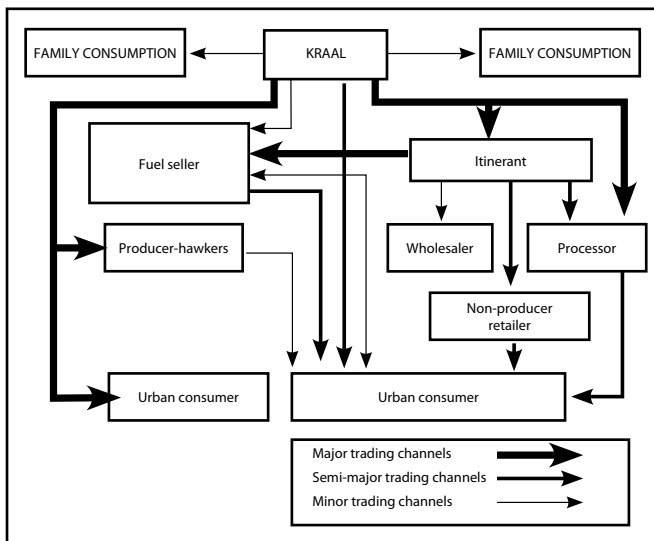 FAMILY CONSUMPTION
KRAAL
FAMILY CONSUMPTION
Fuel seller
Itinerant
Producer-hawkers
Wholesaler
Processor
Non-producer
retailer
Urban consumer
Urban consumer
Major trading channels
Semi-major trading channels
Minor trading channels